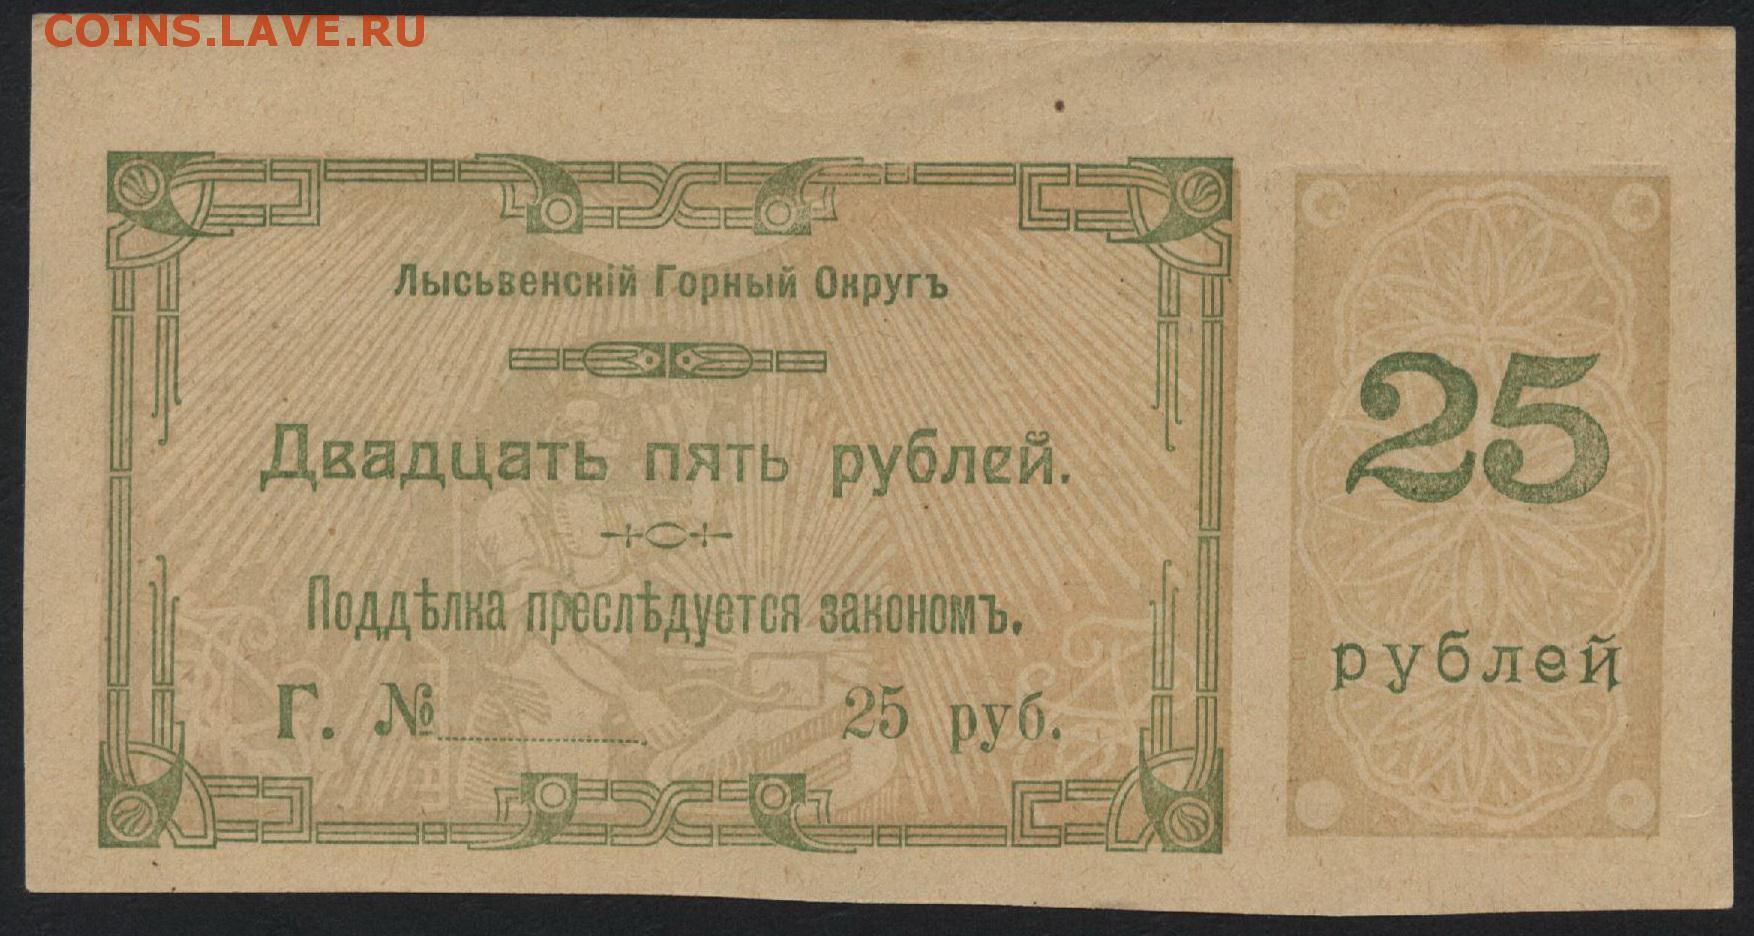 COINS.LAVE.RU
Лысьвенскій Горный Округъ
Двадцать пять рублей.
Поддѣлка преслѣдуется закономъ.
Г. № 25 руб.
25
рублей